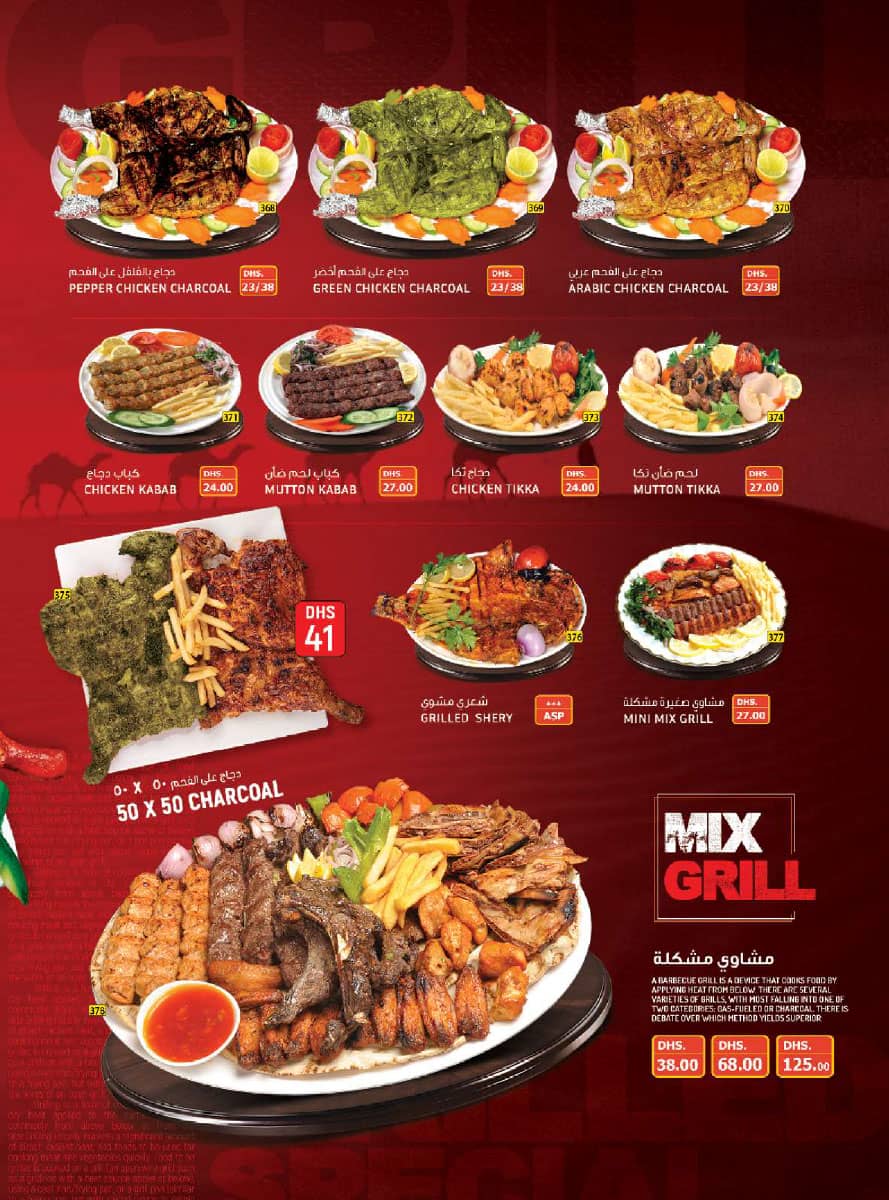 GRILL
368
369
370
دجاج بالفلفل على الفحم
PEPPER CHICKEN CHARCOAL
DHS.
23/38
دجاج على الفحم أخضر
GREEN CHICKEN CHARCOAL
DHS.
23/38
دجاج على الفحم عربي
ARABIC CHICKEN CHARCOAL
DHS.
23/38
371
372
373
374
كباب دجاج
CHICKEN KABAB
DHS.
24.00
كباب لحم ضأن
MUTTON KABAB
DHS.
27.00
دجاج تكا
CHICKEN TIKKA
DHS.
24.00
لحم ضأن تكا
MUTTON TIKKA
DHS.
27.00
375
DHS
41
376
377
شعري مشوي
GRILLED SHERY
ASP
مشاوي صغيرة مشكلة
MINI MIX GRILL
DHS.
27.00
دجاج على الفحم ٥٠ X ٥٠
50 X 50 CHARCOAL
378
MIX
GRILL
مشاوي مشكلة
A BARBECUE GRILL IS A DEVICE THAT COOKS FOOD BY
APPLYING HEAT FROM BELOW. THERE ARE SEVERAL
VARIETIES OF GRILLS, WITH MOST FALLING INTO ONE OF
TWO CATEGORIES: GAS-FUELED OR CHARCOAL. THERE IS
DEBATE OVER WHICH METHOD YIELDS SUPERIOR
DHS.
38.00
DHS.
68.00
DHS.
125.00
GRILLED
SPECIAL